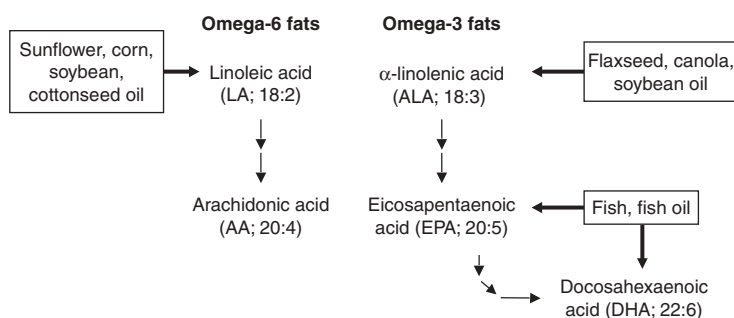 Omega-6 fats
Omega-3 fats
Sunflower, corn,
soybean,
cottonseed oil
Linoleic acid
(LA; 18:2)
α-linolenic acid
(ALA; 18:3)
Flaxseed, canola,
soybean oil
Arachidonic acid
(AA; 20:4)
Eicosapentaenoic
acid (EPA; 20:5)
Fish, fish oil
Docosahexaenoic
acid (DHA; 22:6)